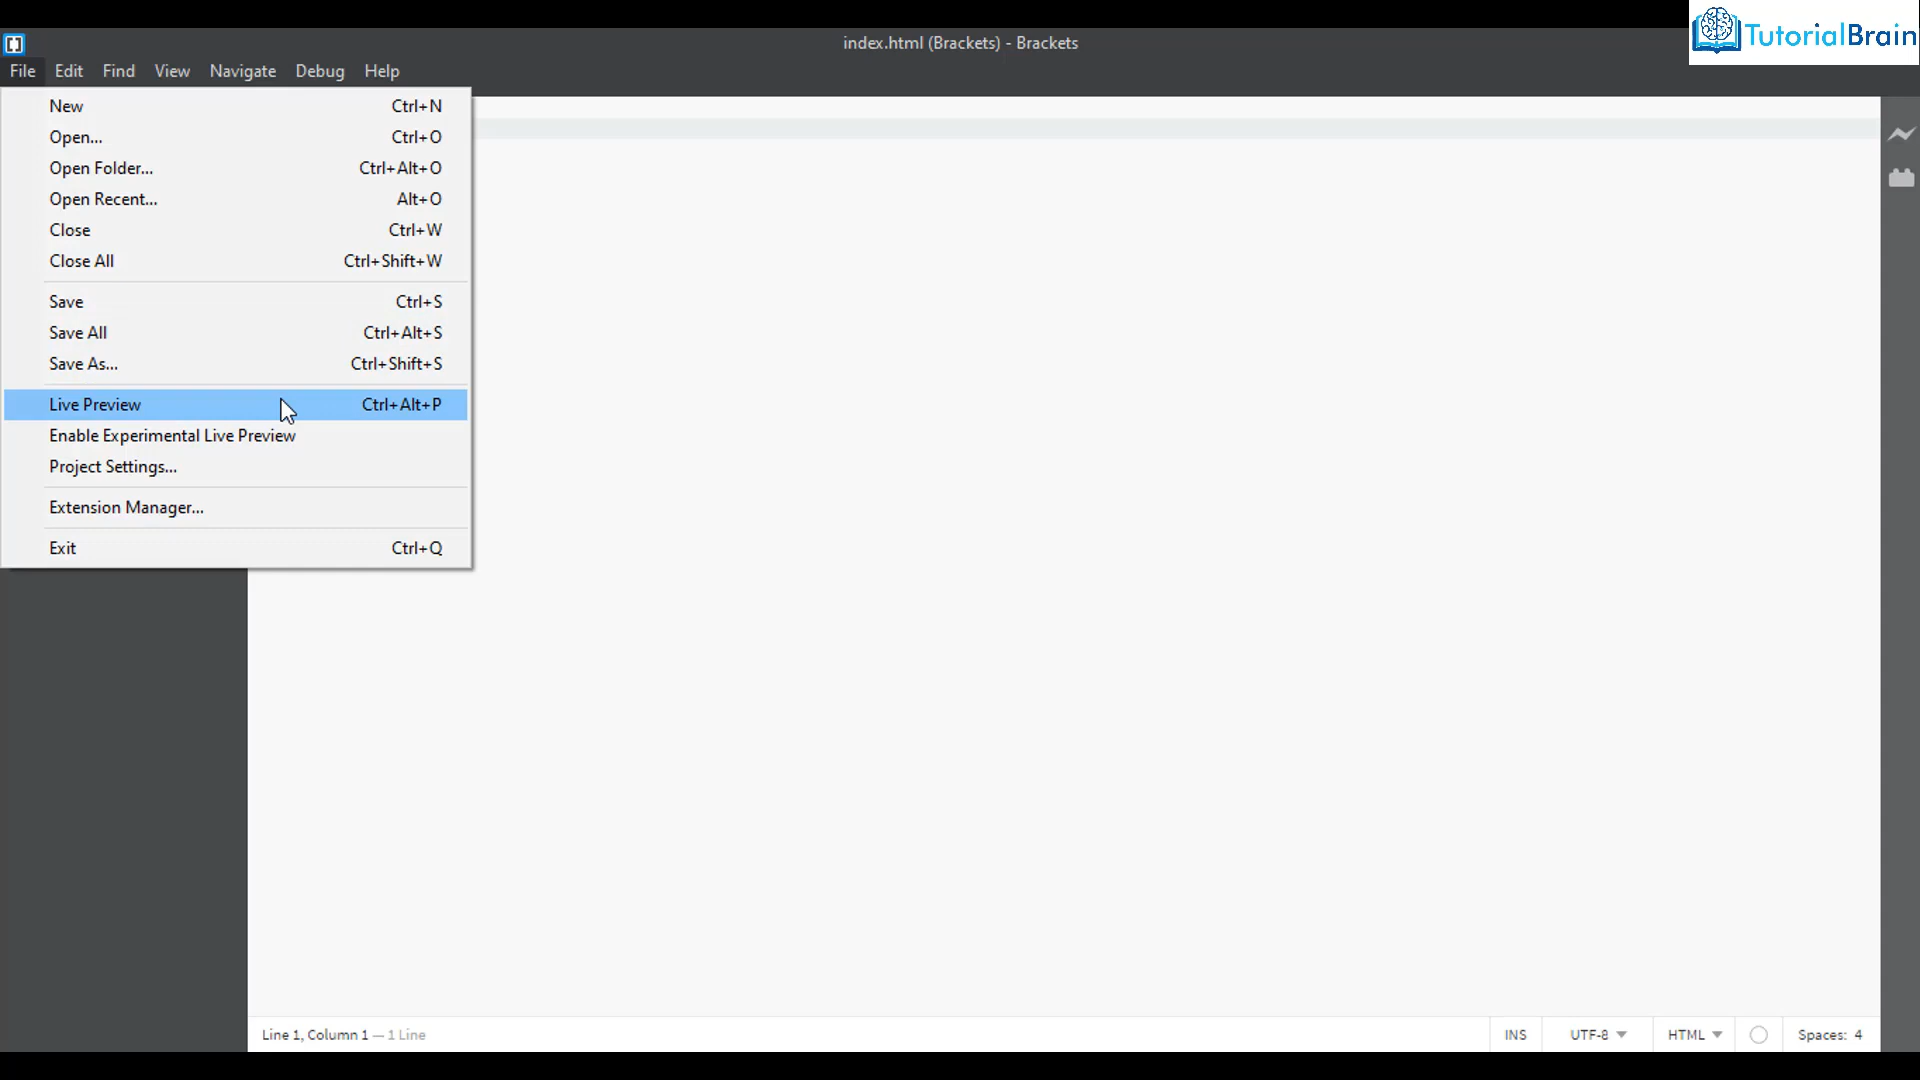 index.html (Brackets) - Brackets
TutorialBrain
File Edit Find View Navigate Debug Help
New Ctrl+N
Open... Ctrl+O
Open Folder... Ctrl+Alt+O
Open Recent... Alt+O
Close Ctrl+W
Close All Ctrl+Shift+W
Save Ctrl+S
Save All Ctrl+Alt+S
Save As... Ctrl+Shift+S
Live Preview Ctrl+Alt+P
Enable Experimental Live Preview
Project Settings...
Extension Manager...
Exit Ctrl+Q
Line 1, Column 1 — 1 Line INS UTF-8 HTML Spaces: 4